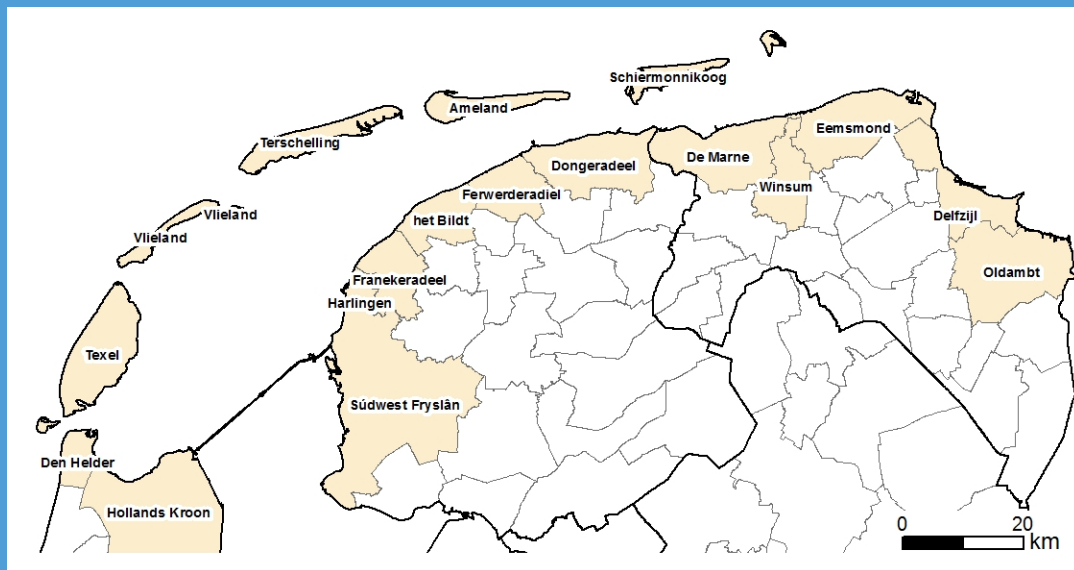 Schiermonnikoog
Ameland
Eemsmond
Terschelling
De Marne
Dongeradeel
Winsum
Ferwerderadiel
Vlieland
Delfzijl
het Bildt
Vlieland
Oldambt
Franekeradeel
Harlingen
Texel
Súdwest Fryslân
Den Helder
Hollands Kroon
0 20
km